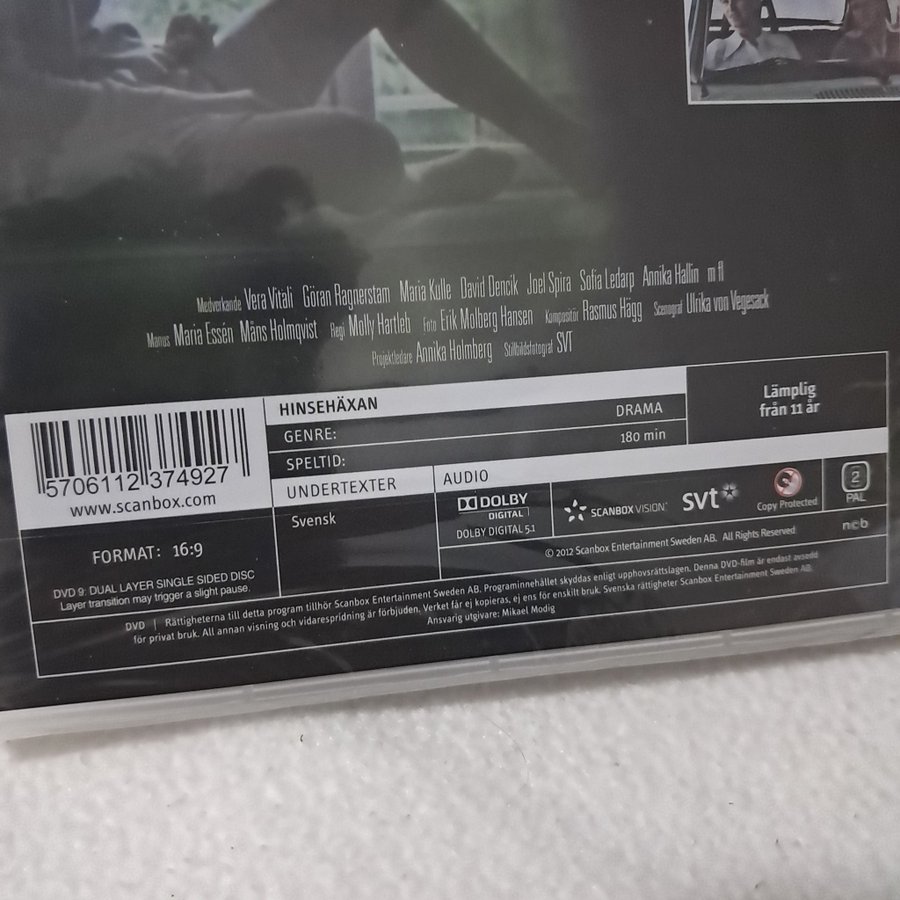 Medverkande Vera Vitali Göran Ragnerstam Maria Kulle David Dencik Joel Spira Sofia Ledarp Annika Hallin m fl
Manus Maria Essén Måns Holmqvist Regi Molly Hartleb Foto Erik Molberg Hansen Kompositör Rasmus Hägg Scenograf Ulrika von Vegesack
Projektledare Annika Holmberg Stillbildsfotograf SVT
5706112 374927
www.scanbox.com
FORMAT: 16:9
DVD 9: DUAL LAYER SINGLE SIDED DISC
Layer transition may trigger a slight pause.
HINSEHÄXAN
GENRE: DRAMA
SPELTID: 180 min
Lämplig
från 11 år
UNDERTEXTER
Svensk
AUDIO
DOLBY
DIGITAL
DOLBY DIGITAL 5.1
SCANBOX VISION
svt
Copy Protected
2
PAL
© 2012 Scanbox Entertainment Sweden AB. All Rights Reserved.
ncb
DVD | Rättigheterna till detta program tillhör Scanbox Entertainment Sweden AB. Programinnehållet skyddas enligt upphovsrättslagen. Denna DVD-film är endast avsedd
för privat bruk. All annan visning och vidarespridning är förbjuden. Verket får ej kopieras, ej ens för enskilt bruk. Svenska rättigheter Scanbox Entertainment Sweden AB.
Ansvarig utgivare: Mikael Modig